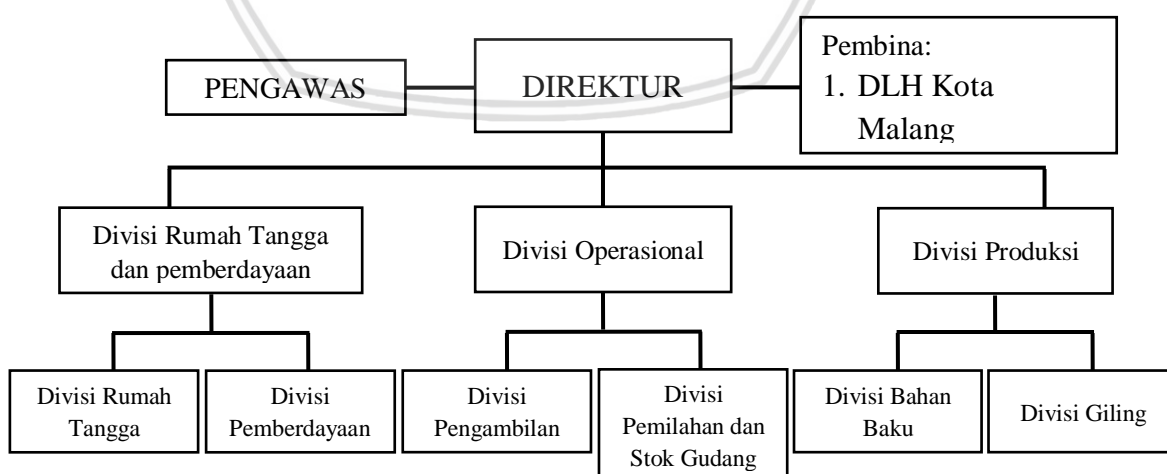 PENGAWAS
DIREKTUR
Pembina:
1. DLH Kota
Malang
Divisi Rumah Tangga
dan pemberdayaan
Divisi Operasional
Divisi Produksi
Divisi Rumah
Tangga
Divisi
Pemberdayaan
Divisi
Pengambilan
Divisi
Pemilahan dan
Stok Gudang
Divisi Bahan
Baku
Divisi Giling